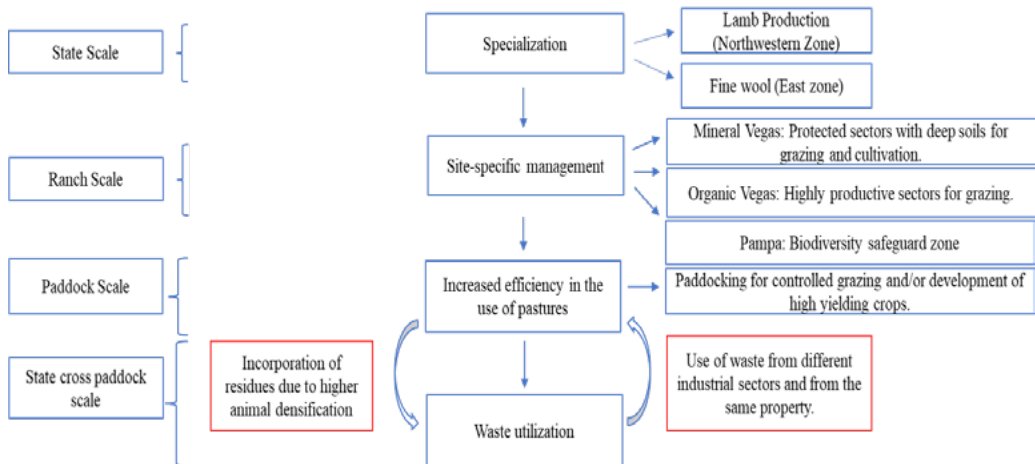 State Scale
Specialization
Lamb Production
(Northwestern Zone)
Fine wool (East zone)
Ranch Scale
Site-specific management
Mineral Vegas: Protected sectors with deep soils for
grazing and cultivation.
Organic Vegas: Highly productive sectors for grazing.
Pampa: Biodiversity safeguard zone
Paddock Scale
Increased efficiency in the
use of pastures
Paddocking for controlled grazing and/or development of
high yielding crops.
State cross paddock
scale
Incorporation of
residues due to higher
animal densification
Use of waste from different
industrial sectors and from the
same property.
Waste utilization